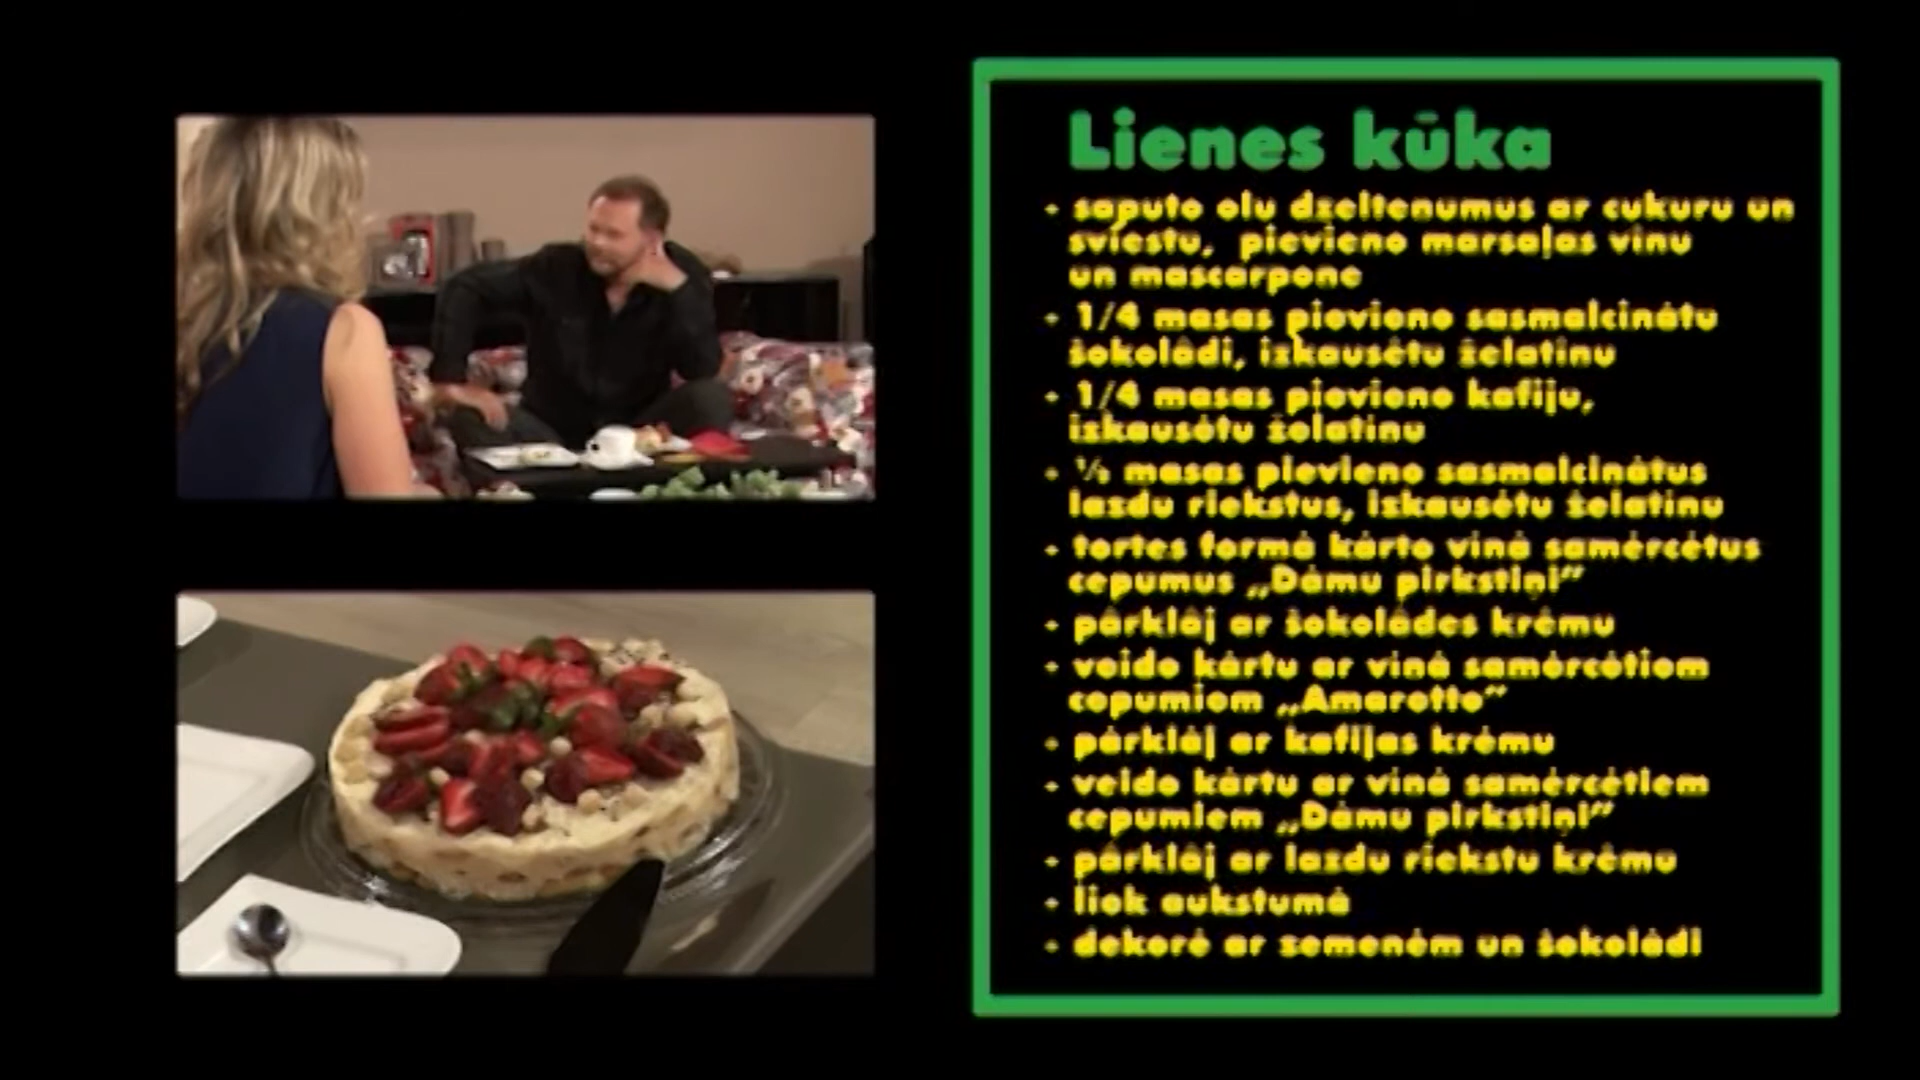 Lienes kūka
- saputo olu dzeltenumus ar cukuru un
sviestu, pievieno marsaļas vīnu
un mascarpone
- 1/4 masas pievieno sasmalcinātu
šokolādi, izkausētu želatīnu
- 1/4 masas pievieno kafiju,
izkausētu želatīnu
- ½ masas pievieno sasmalcinātus
lazdu riekstus, izkausētu želatīnu
- tortes formā kārto vīnā samērcētus
cepumus „Dāmu pirkstiņi”
- pārklāj ar šokolādes krēmu
- veido kārtu ar vīnā samērcētiem
cepumiem „Amarotto”
- pārklāj ar kafijas krēmu
- veido kārtu ar vīnā samērcētiem
cepumiem „Dāmu pirkstiņi”
- pārklāj ar lazdu riekstu krēmu
- liek aukstumā
- dekorē ar zemenēm un šokolādi